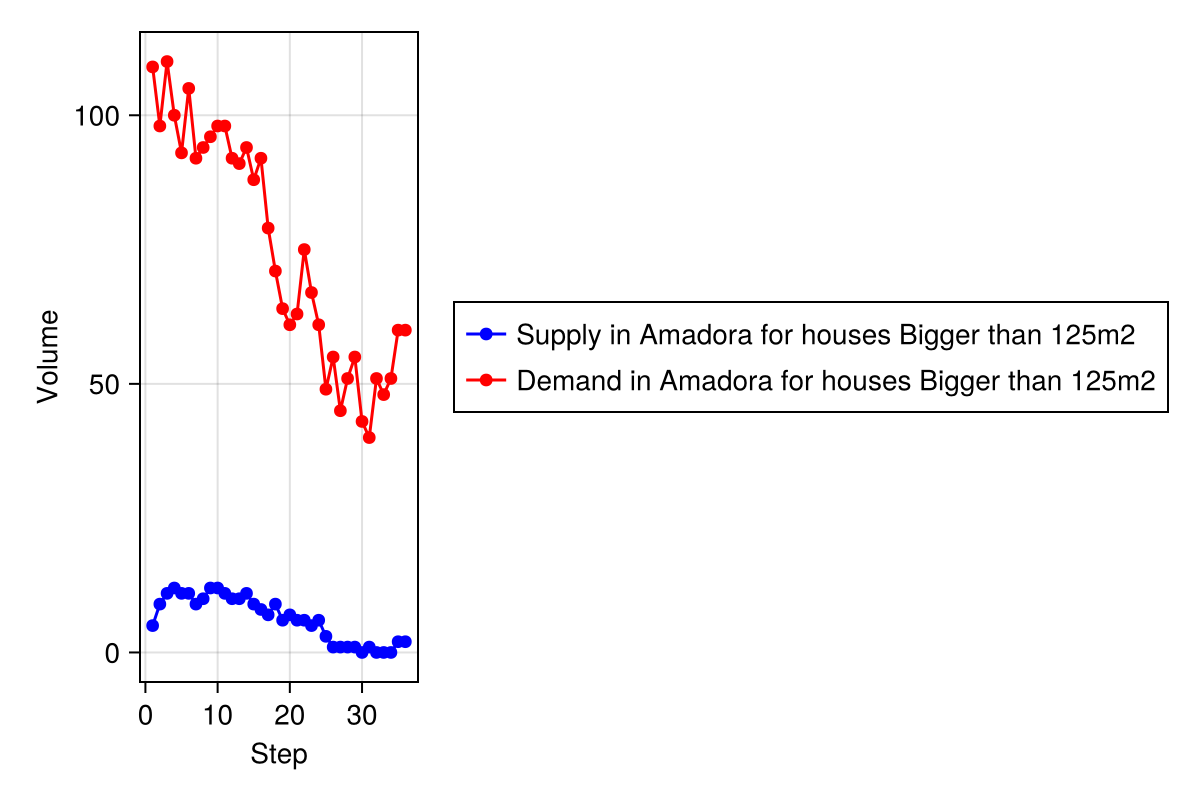 100
50
0
Volume
0 10 20 30
Step
Supply in Amadora for houses Bigger than 125m2
Demand in Amadora for houses Bigger than 125m2